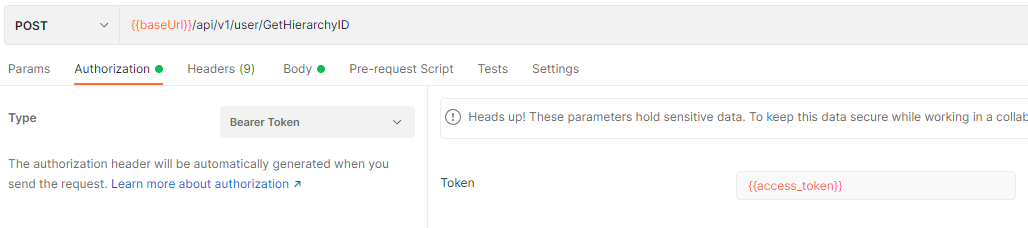 POST {{baseUrl}}/api/v1/user/GetHierarchyID
Params Authorization Headers (9) Body Pre-request Script Tests Settings
Type Bearer Token
The authorization header will be automatically generated when you
send the request. Learn more about authorization ↗
Heads up! These parameters hold sensitive data. To keep this data secure while working in a collab
Token {{access_token}}